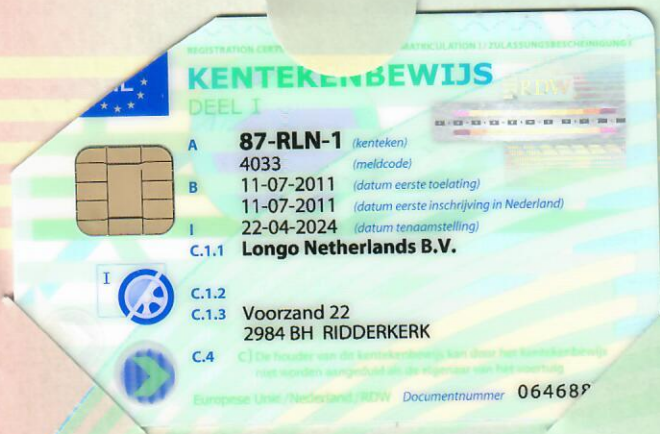 REGISTRATION CERT MATRICULATION I / ZULASSUNGSBESCHEINIGUNG I
KENTEKENBEWIJS
DEEL I
RDW
A 87-RLN-1 (kenteken)
4033 (meldcode)
B 11-07-2011 (datum eerste toelating)
11-07-2011 (datum eerste inschrijving in Nederland)
I 22-04-2024 (datum tenaamstelling)
C.1.1 Longo Netherlands B.V.
I
C.1.2
C.1.3 Voorzand 22
2984 BH RIDDERKERK
C.4 C) De houder van de kentekenbewijs kan door het kentekenbewijs
niet worden aangeduid als de eigenaar van het voertuig
Europese Unie / Nederland / RDW Documentnummer 064688